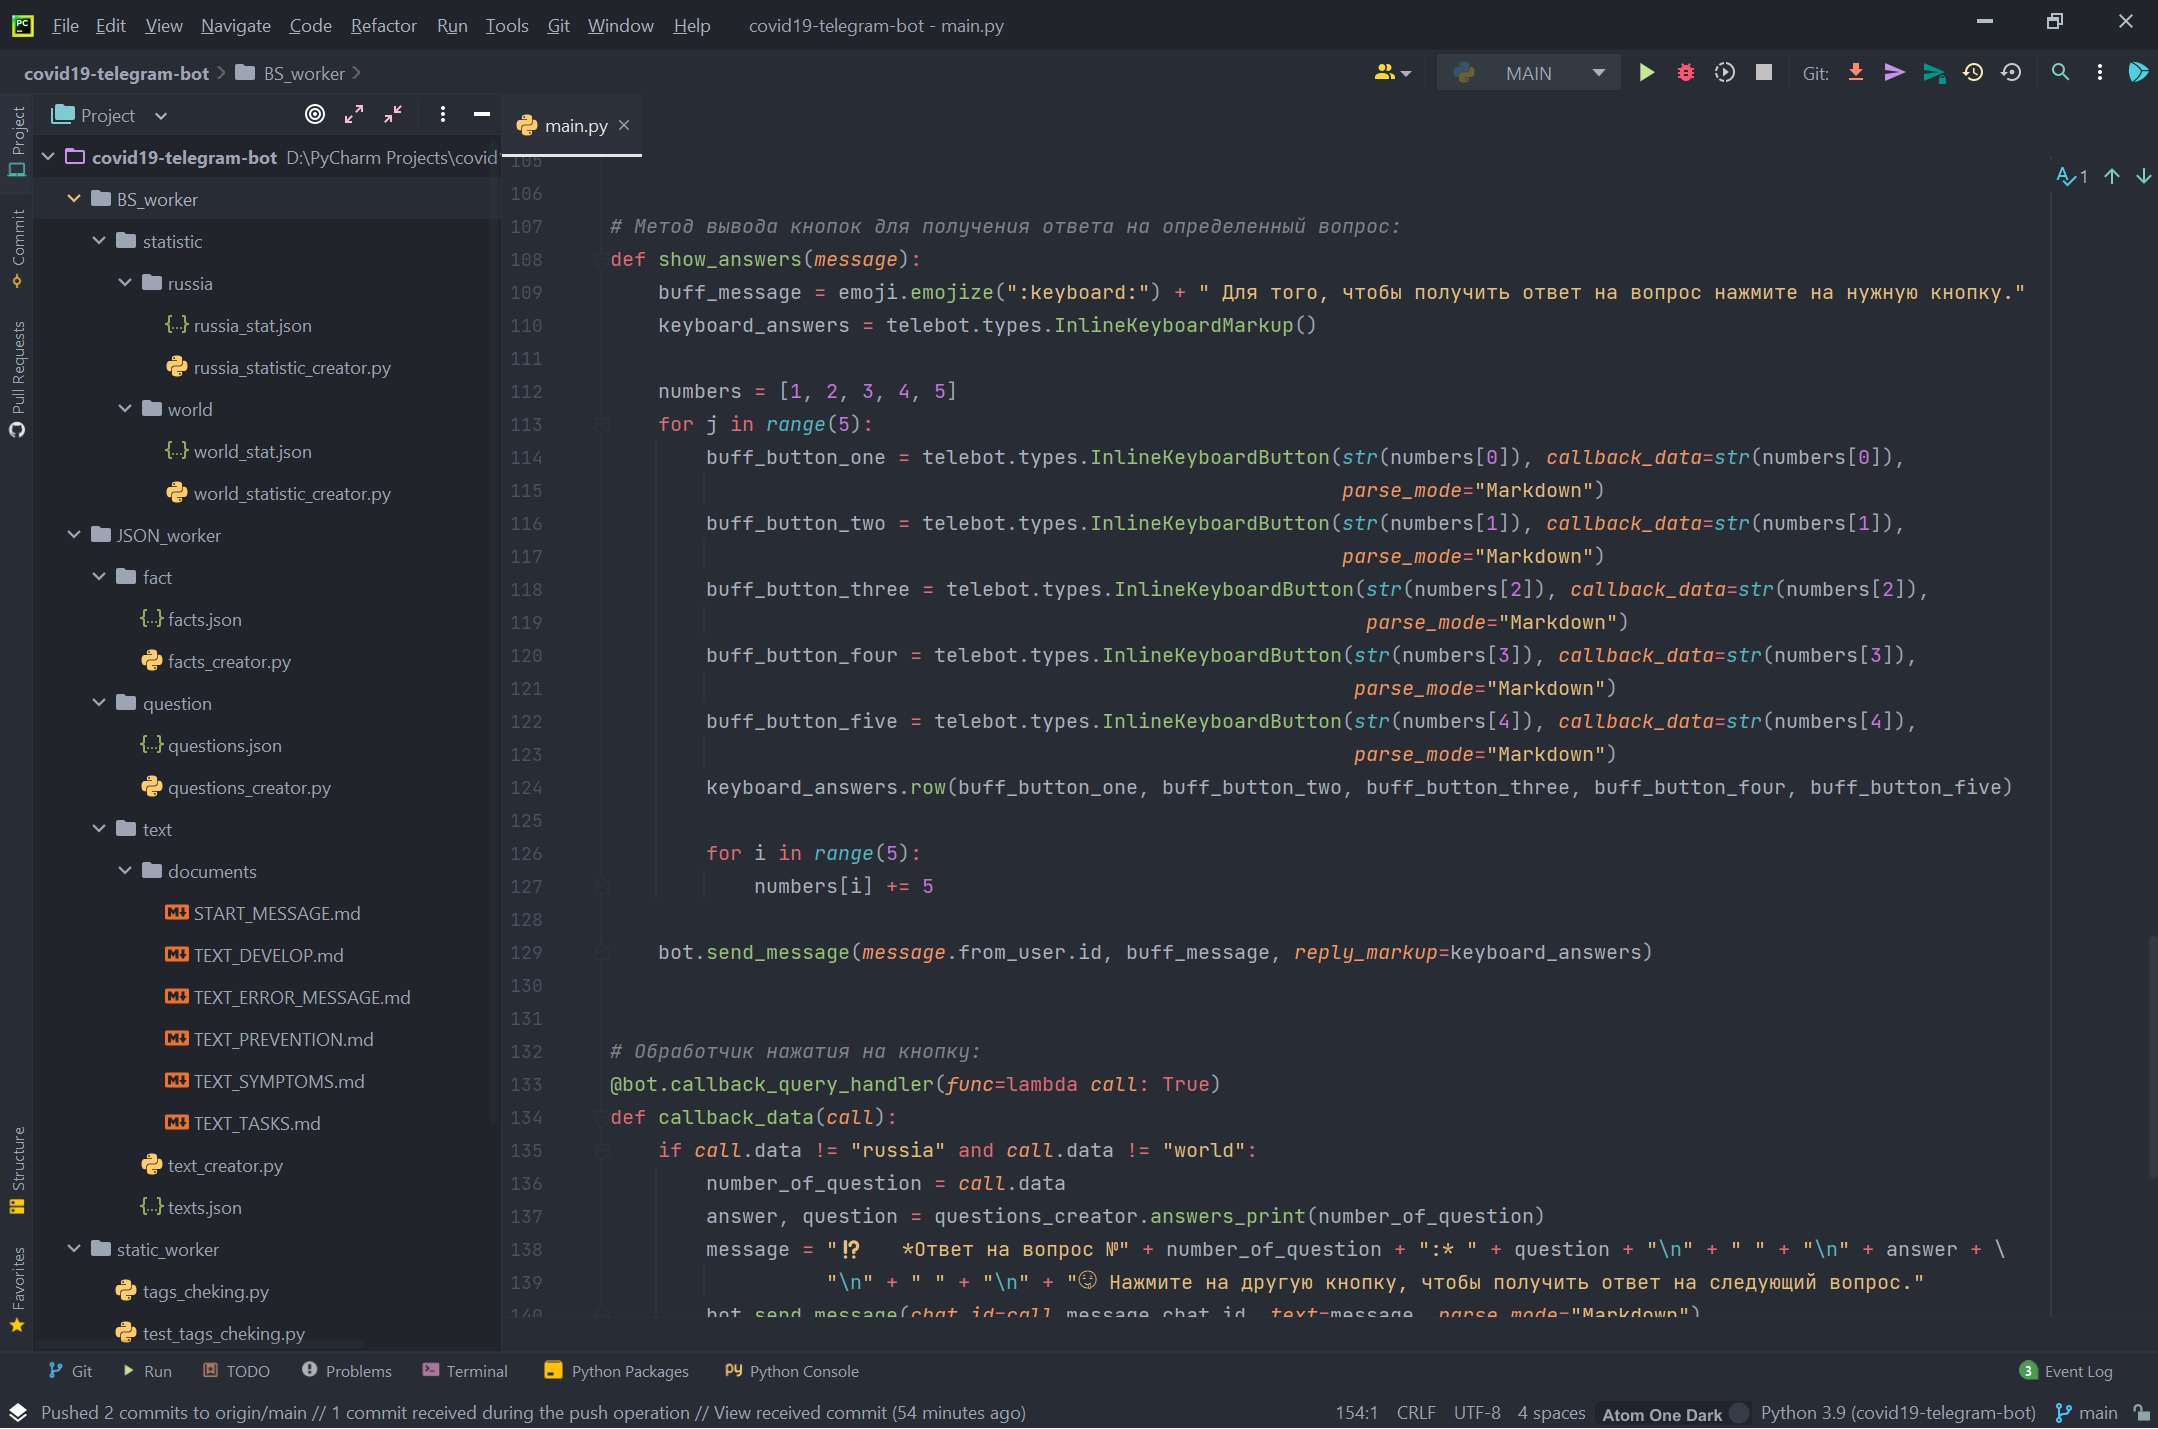 PC File Edit View Navigate Code Refactor Run Tools Git Window Help covid19-telegram-bot - main.py
covid19-telegram-bot BS_worker MAIN Git:
Project main.py
covid19-telegram-bot D:\PyCharm Projects\covid
BS_worker
statistic
russia
russia_stat.json
russia_statistic_creator.py
world
world_stat.json
world_statistic_creator.py
JSON_worker
fact
facts.json
facts_creator.py
question
questions.json
questions_creator.py
text
documents
START_MESSAGE.md
TEXT_DEVELOP.md
TEXT_ERROR_MESSAGE.md
TEXT_PREVENTION.md
TEXT_SYMPTOMS.md
TEXT_TASKS.md
text_creator.py
texts.json
static_worker
tags_cheking.py
test_tags_cheking.py
Project
Commit
Pull Requests
Structure
Favorites
1
105
106
107 # Метод вывода кнопок для получения ответа на определенный вопрос:
108 def show_answers(message):
109 buff_message = emoji.emojize(":keyboard:") + " Для того, чтобы получить ответ на вопрос нажмите на нужную кнопку."
110 keyboard_answers = telebot.types.InlineKeyboardMarkup()
111
112 numbers = [1, 2, 3, 4, 5]
113 for j in range(5):
114 buff_button_one = telebot.types.InlineKeyboardButton(str(numbers[0]), callback_data=str(numbers[0]),
115 parse_mode="Markdown")
116 buff_button_two = telebot.types.InlineKeyboardButton(str(numbers[1]), callback_data=str(numbers[1]),
117 parse_mode="Markdown")
118 buff_button_three = telebot.types.InlineKeyboardButton(str(numbers[2]), callback_data=str(numbers[2]),
119 parse_mode="Markdown")
120 buff_button_four = telebot.types.InlineKeyboardButton(str(numbers[3]), callback_data=str(numbers[3]),
121 parse_mode="Markdown")
122 buff_button_five = telebot.types.InlineKeyboardButton(str(numbers[4]), callback_data=str(numbers[4]),
123 parse_mode="Markdown")
124 keyboard_answers.row(buff_button_one, buff_button_two, buff_button_three, buff_button_four, buff_button_five)
125
126 for i in range(5):
127 numbers[i] += 5
128
129 bot.send_message(message.from_user.id, buff_message, reply_markup=keyboard_answers)
130
131
132 # Обработчик нажатия на кнопку:
133 @bot.callback_query_handler(func=lambda call: True)
134 def callback_data(call):
135 if call.data != "russia" and call.data != "world":
136 number_of_question = call.data
137 answer, question = questions_creator.answers_print(number_of_question)
138 message = "⁉ *Ответ на вопрос №" + number_of_question + ":* " + question + "\n" + " " + "\n" + answer + \
139 "\n" + " " + "\n" + "😏 Нажмите на другую кнопку, чтобы получить ответ на следующий вопрос."
140 bot.send_message(chat_id=call.message.chat.id, text=message, parse_mode="Markdown")
Git Run TODO Problems Terminal Python Packages Python Console 3 Event Log
Pushed 2 commits to origin/main // 1 commit received during the push operation // View received commit (54 minutes ago) 154:1 CRLF UTF-8 4 spaces Atom One Dark Python 3.9 (covid19-telegram-bot) main